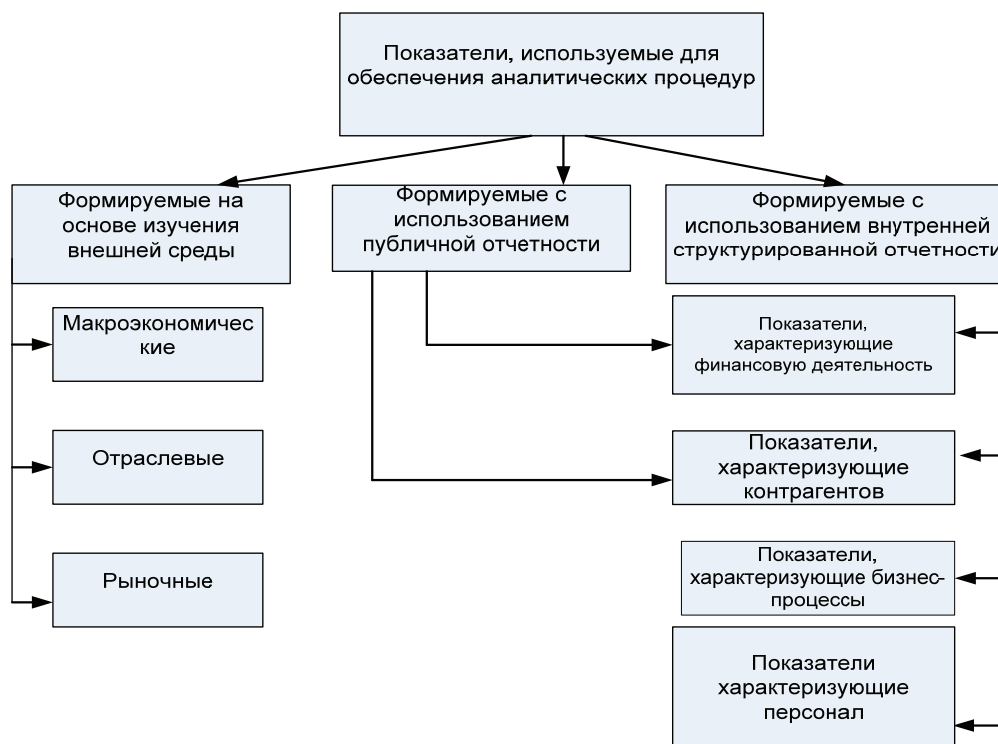 Показатели, используемые для
обеспечения аналитических процедур
Формируемые на
основе изучения
внешней среды
Формируемые с
использованием
публичной отчетности
Формируемые с
использованием внутренней
структурированной отчетности
Макроэкономичес
кие
Отраслевые
Рыночные
Показатели,
характеризующие
финансовую деятельность
Показатели,
характеризующие
контрагентов
Показатели,
характеризующие бизнес-
процессы
Показатели
характеризующие
персонал